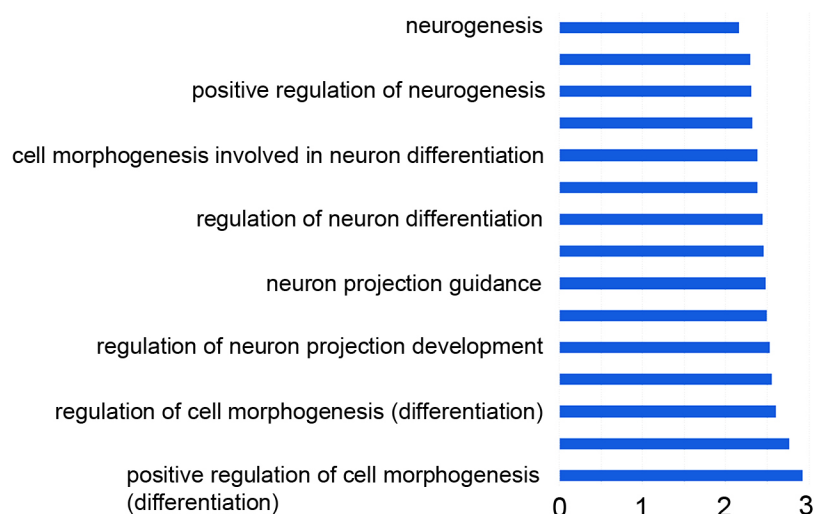 neurogenesis
positive regulation of neurogenesis
cell morphogenesis involved in neuron differentiation
regulation of neuron differentiation
neuron projection guidance
regulation of neuron projection development
regulation of cell morphogenesis (differentiation)
positive regulation of cell morphogenesis
(differentiation)
0 1 2 3